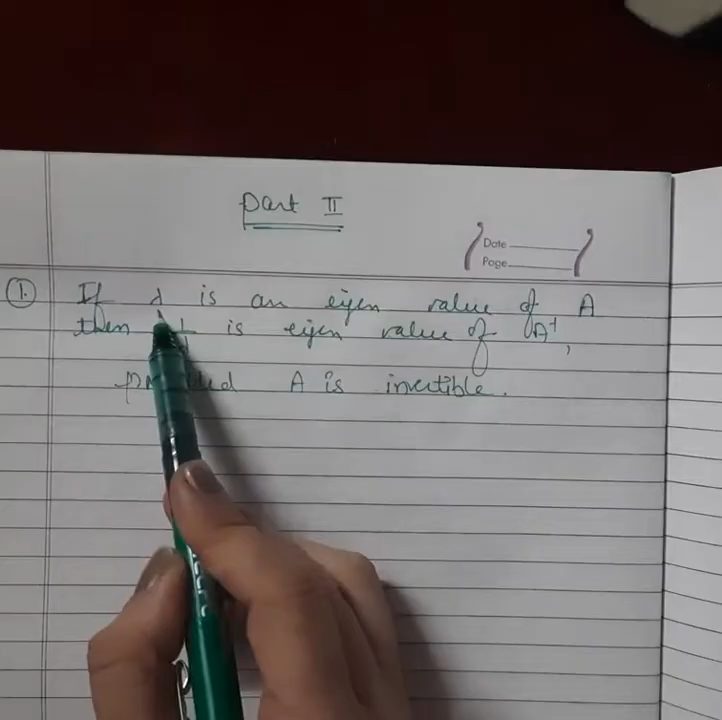 Part II
Date
Page
1. If λ is an eigen value of A
then 1 is eigen value of A⁻¹,
A is invertible.